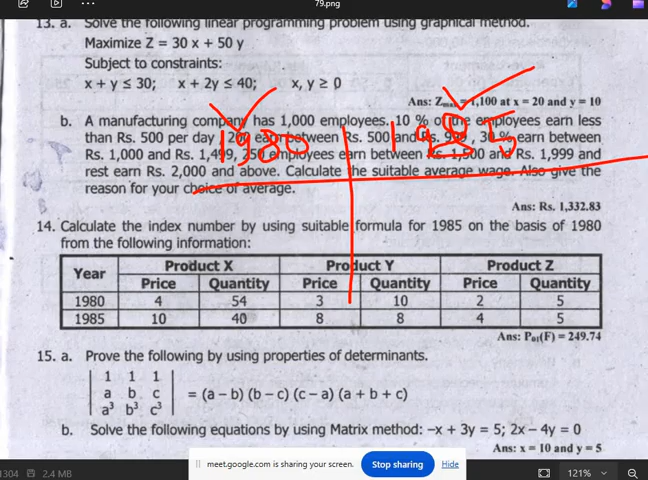 79.png
13. a. Solve the following linear programming problem using graphical method.
Maximize Z = 30 x + 50 y
Subject to constraints:
x + y ≤ 30; x + 2y ≤ 40; x, y ≥ 0
Ans: Zmax = 1,100 at x = 20 and y = 10
b. A manufacturing company has 1,000 employees. 10 % of the employees earn less
than Rs. 500 per day, 200 earn between Rs. 500 and Rs. 999, 30 % earn between
Rs. 1,000 and Rs. 1,499, 250 employees earn between Rs. 1,500 and Rs. 1,999 and
rest earn Rs. 2,000 and above. Calculate the suitable average wage. Also give the
reason for your choice of average.
1980 1985
Ans: Rs. 1,332.83
14. Calculate the index number by using suitable formula for 1985 on the basis of 1980
from the following information:
Year Product X Product Y Product Z
Price Quantity Price Quantity Price Quantity
1980 4 54 3 10 2 5
1985 10 40 8 8 4 5
Ans: P01(F) = 249.74
15. a. Prove the following by using properties of determinants.
| 1 1 1 |
| a b c | = (a – b) (b – c) (c – a) (a + b + c)
| a³ b³ c³ |
b. Solve the following equations by using Matrix method: –x + 3y = 5; 2x – 4y = 0
Ans: x = 10 and y = 5
meet.google.com is sharing your screen. Stop sharing Hide
1304 2.4 MB 121%